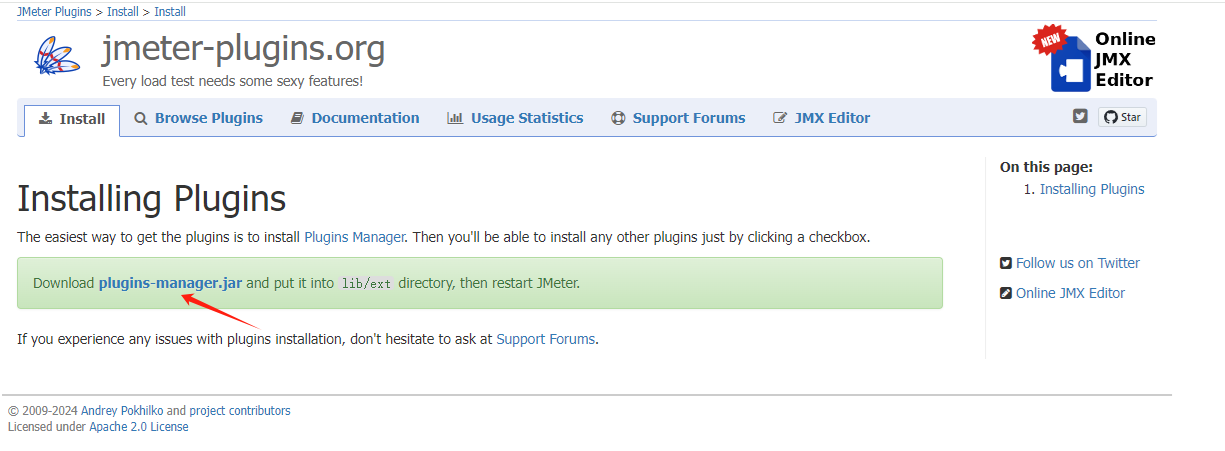 JMeter Plugins > Install > Install
jmeter-plugins.org
Every load test needs some sexy features!
NEW
Online
JMX
Editor
Install
Browse Plugins
Documentation
Usage Statistics
Support Forums
JMX Editor
Star
Installing Plugins
The easiest way to get the plugins is to install Plugins Manager. Then you'll be able to install any other plugins just by clicking a checkbox.
Download plugins-manager.jar and put it into lib/ext directory, then restart JMeter.
If you experience any issues with plugins installation, don't hesitate to ask at Support Forums.
On this page:
1. Installing Plugins
Follow us on Twitter
Online JMX Editor
© 2009-2024 Andrey Pokhilko and project contributors
Licensed under Apache 2.0 License